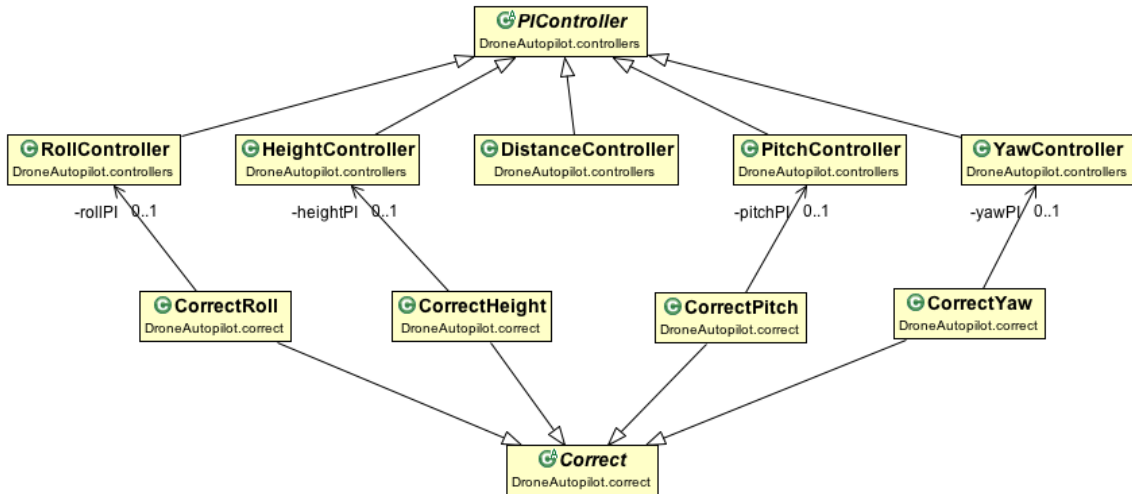 PIController
DroneAutopilot.controllers
RollController
DroneAutopilot.controllers
HeightController
DroneAutopilot.controllers
DistanceController
DroneAutopilot.controllers
PitchController
DroneAutopilot.controllers
YawController
DroneAutopilot.controllers
-rollPI 0..1
-heightPI 0..1
-pitchPI 0..1
-yawPI 0..1
CorrectRoll
DroneAutopilot.correct
CorrectHeight
DroneAutopilot.correct
CorrectPitch
DroneAutopilot.correct
CorrectYaw
DroneAutopilot.correct
Correct
DroneAutopilot.correct